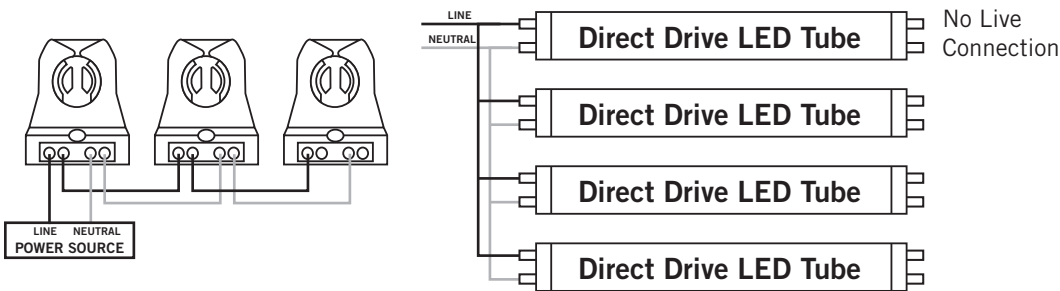 LINE NEUTRAL
POWER SOURCE
LINE
NEUTRAL
Direct Drive LED Tube
No Live
Connection
Direct Drive LED Tube
Direct Drive LED Tube
Direct Drive LED Tube